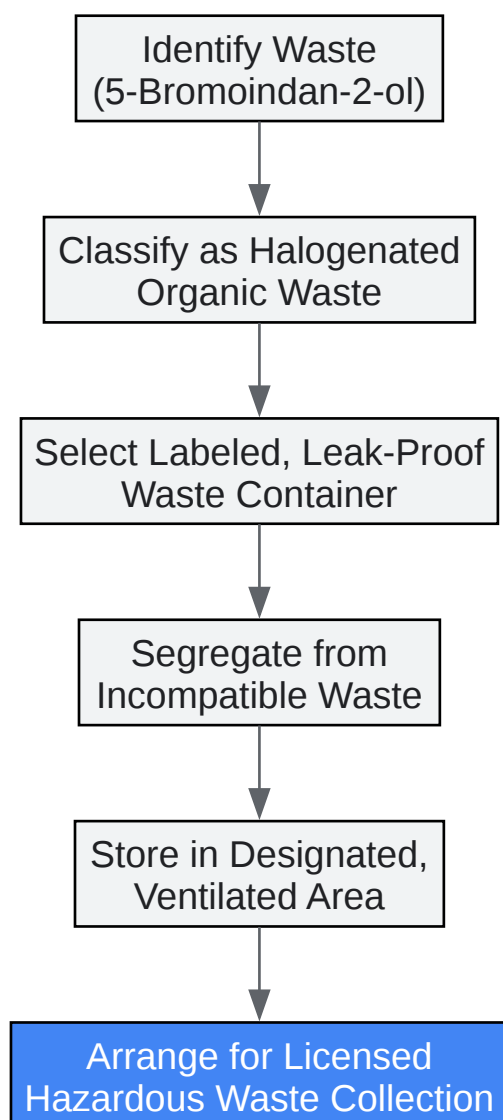 Identify Waste
(5-Bromoindan-2-ol)
Classify as Halogenated
Organic Waste
Select Labeled, Leak-Proof
Waste Container
Segregate from
Incompatible Waste
Store in Designated,
Ventilated Area
Arrange for Licensed
Hazardous Waste Collection